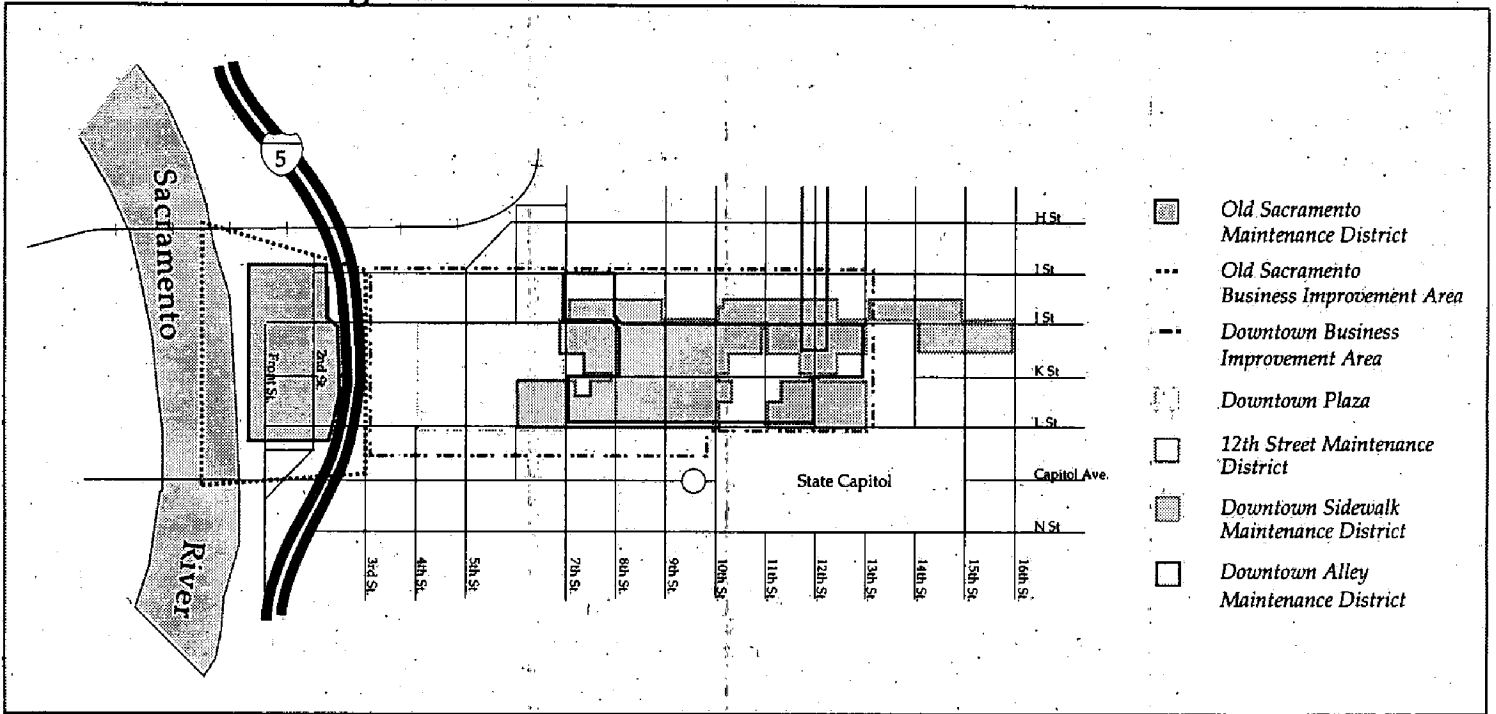 5
Sacramento
River
Front St.
2nd St.
H St
I St
J St
K St
L St
Capitol Ave.
N St
State Capitol
3rd St.
4th St.
5th St.
7th St.
8th St.
9th St.
10th St.
11th St.
12th St.
13th St.
14th St.
15th St.
16th St.
Old Sacramento
Maintenance District
Old Sacramento
Business Improvement Area
Downtown Business
Improvement Area
Downtown Plaza
12th Street Maintenance
District
Downtown Sidewalk
Maintenance District
Downtown Alley
Maintenance District